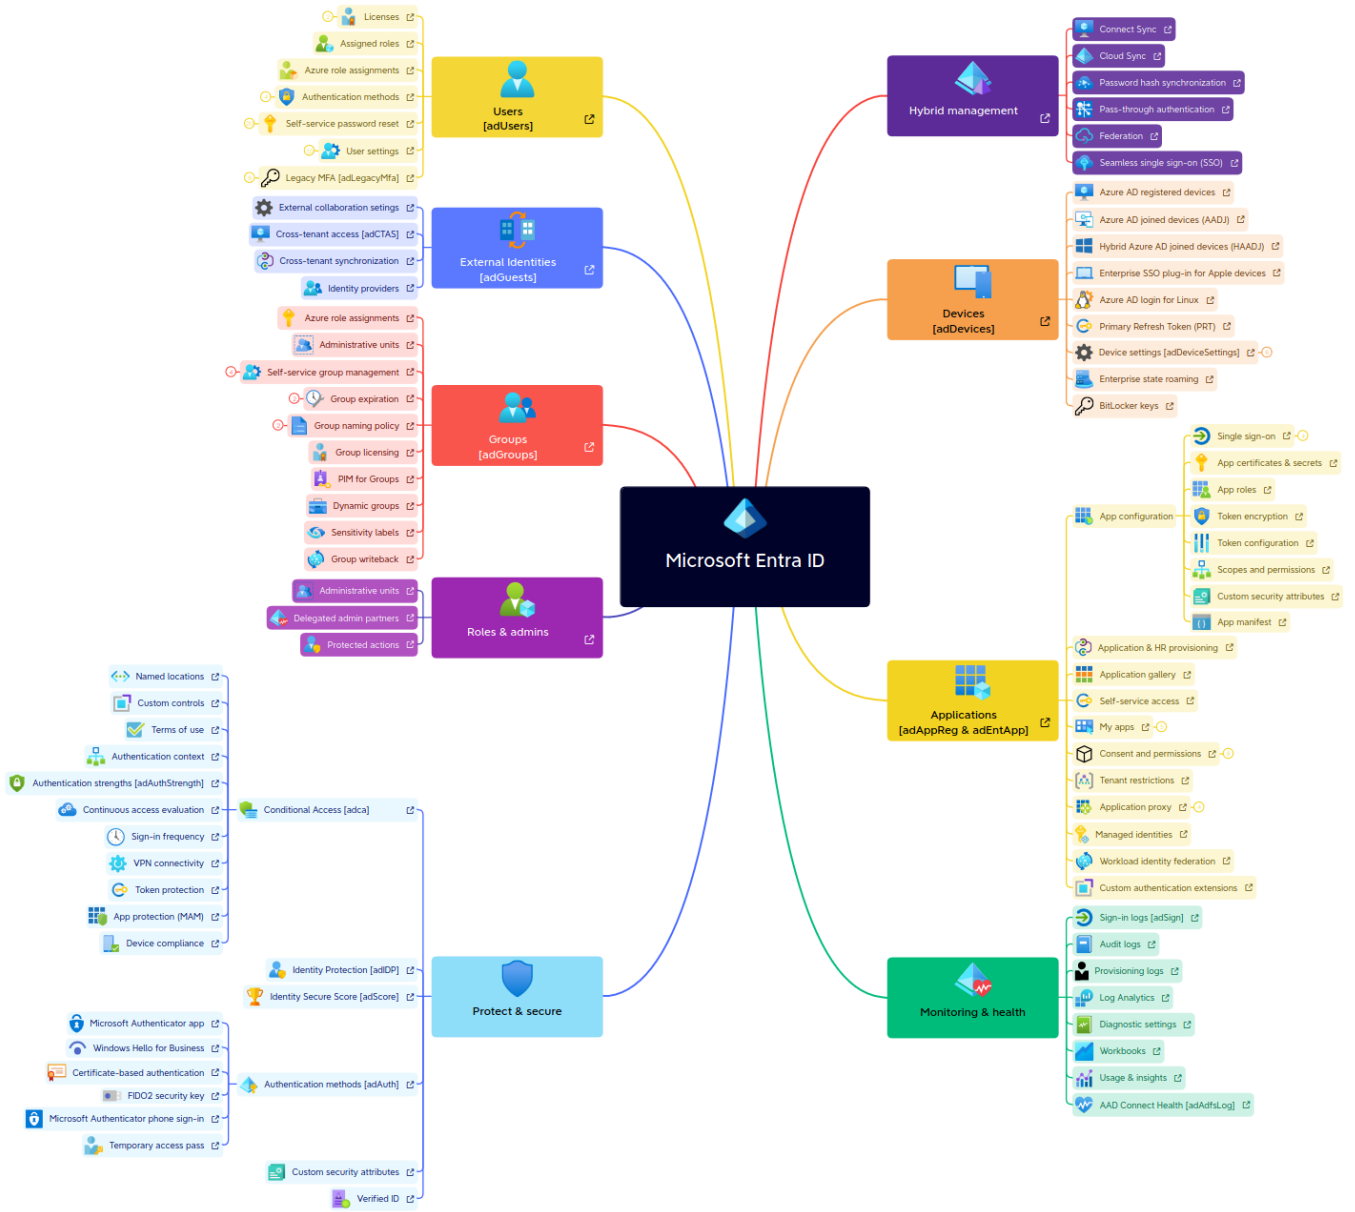 Microsoft Entra ID
Users
[adUsers]
Licenses
Assigned roles
Azure role assignments
Authentication methods
Self-service password reset
User settings
Legacy MFA [adLegacyMfa]
External Identities
[adGuests]
External collaboration setings
Cross-tenant access [adCTAS]
Cross-tenant synchronization
Identity providers
Groups
[adGroups]
Azure role assignments
Administrative units
Self-service group management
Group expiration
Group naming policy
Group licensing
PIM for Groups
Dynamic groups
Sensitivity labels
Group writeback
Roles & admins
Administrative units
Delegated admin partners
Protected actions
Protect & secure
Conditional Access [adca]
Named locations
Custom controls
Terms of use
Authentication context
Authentication strengths [adAuthStrength]
Continuous access evaluation
Sign-in frequency
VPN connectivity
Token protection
App protection (MAM)
Device compliance
Identity Protection [adIDP]
Identity Secure Score [adScore]
Authentication methods [adAuth]
Microsoft Authenticator app
Windows Hello for Business
Certificate-based authentication
FIDO2 security key
Microsoft Authenticator phone sign-in
Temporary access pass
Custom security attributes
Verified ID
Hybrid management
Connect Sync
Cloud Sync
Password hash synchronization
Pass-through authentication
Federation
Seamless single sign-on (SSO)
Devices
[adDevices]
Azure AD registered devices
Azure AD joined devices (AADJ)
Hybrid Azure AD joined devices (HAADJ)
Enterprise SSO plug-in for Apple devices
Azure AD login for Linux
Primary Refresh Token (PRT)
Device settings [adDeviceSettings]
Enterprise state roaming
BitLocker keys
Applications
[adAppReg & adEntApp]
App configuration
Single sign-on
App certificates & secrets
App roles
Token encryption
Token configuration
Scopes and permissions
Custom security attributes
App manifest
Application & HR provisioning
Application gallery
Self-service access
My apps
Consent and permissions
Tenant restrictions
Application proxy
Managed identities
Workload identity federation
Custom authentication extensions
Monitoring & health
Sign-in logs [adSign]
Audit logs
Provisioning logs
Log Analytics
Diagnostic settings
Workbooks
Usage & insights
AAD Connect Health [adAdfsLog]